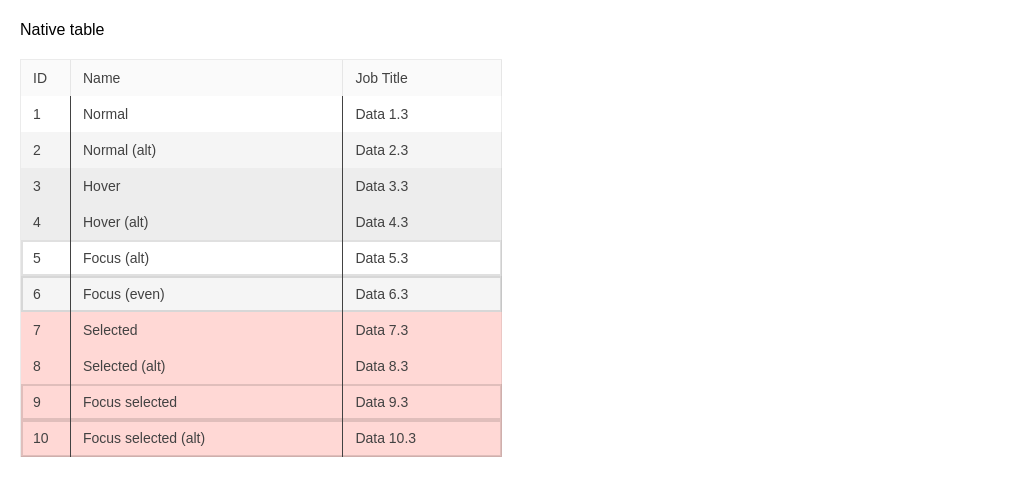 Native table
ID Name Job Title
1 Normal Data 1.3
2 Normal (alt) Data 2.3
3 Hover Data 3.3
4 Hover (alt) Data 4.3
5 Focus (alt) Data 5.3
6 Focus (even) Data 6.3
7 Selected Data 7.3
8 Selected (alt) Data 8.3
9 Focus selected Data 9.3
10 Focus selected (alt) Data 10.3